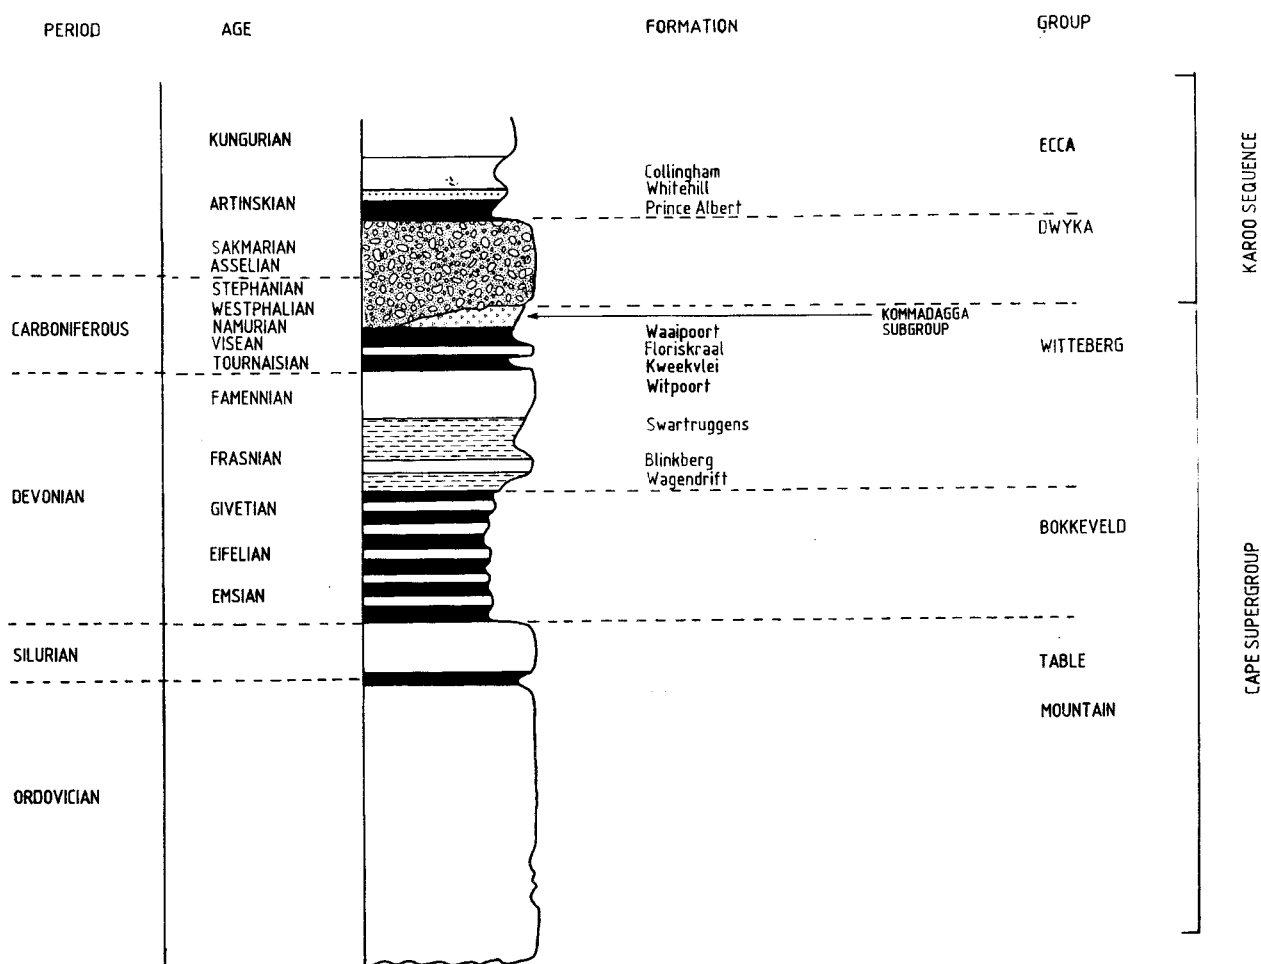 PERIOD AGE FORMATION GROUP
KUNGURIAN ECCA
Collingham
Whitehill
ARTINSKIAN Prince Albert
DWYKA
SAKMARIAN
ASSELIAN
STEPHANIAN
WESTPHALIAN KOMMADAGGA
SUBGROUP
CARBONIFEROUS NAMURIAN Waaipoort
VISEAN Floriskraal WITTEBERG
TOURNAISIAN Kweekvlei
Witpoort
FAMENNIAN
Swartruggens
FRASNIAN Blinkberg
Wagendrift
DEVONIAN
GIVETIAN
BOKKEVELD
EIFELIAN
EMSIAN
SILURIAN TABLE
MOUNTAIN
ORDOVICIAN
KAROO SEQUENCE
CAPE SUPERGROUP